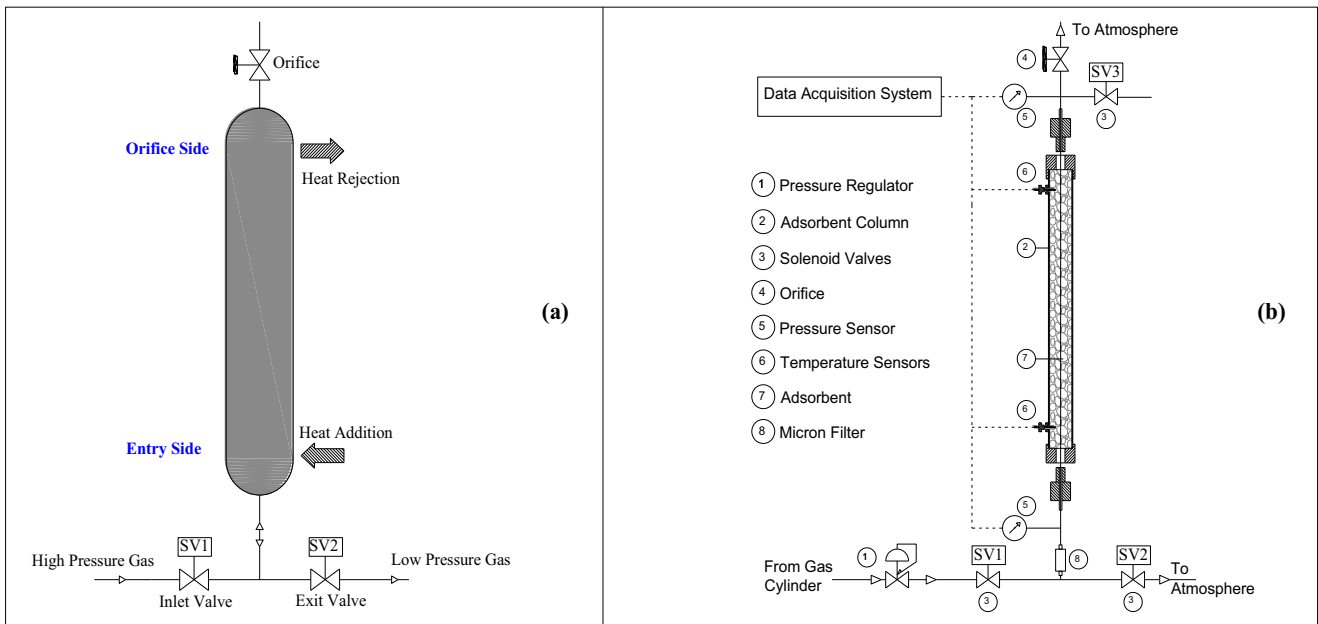 Orifice
Orifice Side
Heat Rejection
(a)
Heat Addition
Entry Side
SV1
SV2
High Pressure Gas
Low Pressure Gas
Inlet Valve
Exit Valve
To Atmosphere
4
SV3
Data Acquisition System
5
3
6
1 Pressure Regulator
2 Adsorbent Column
2
3 Solenoid Valves
4 Orifice
(b)
5 Pressure Sensor
6 Temperature Sensors
7
7 Adsorbent
6
8 Micron Filter
5
1
SV1
8
SV2
From Gas
Cylinder
To
Atmosphere
3
3